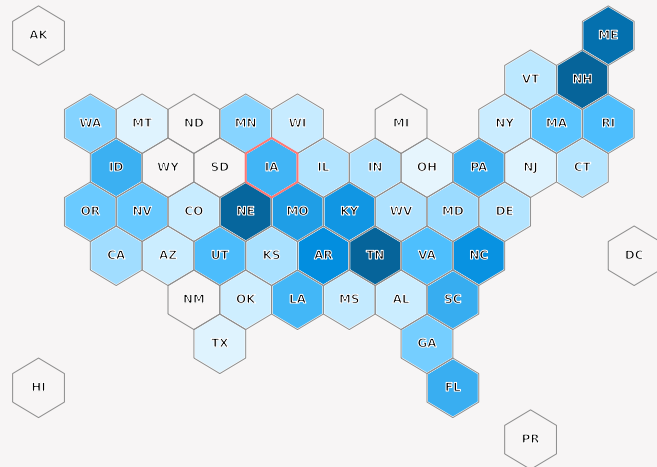 AK
ME
VT NH
WA MT ND MN WI MI NY MA RI
ID WY SD IA IL IN OH PA NJ CT
OR NV CO NE MO KY WV MD DE
CA AZ UT KS AR TN VA NC DC
NM OK LA MS AL SC
TX GA
HI FL
PR